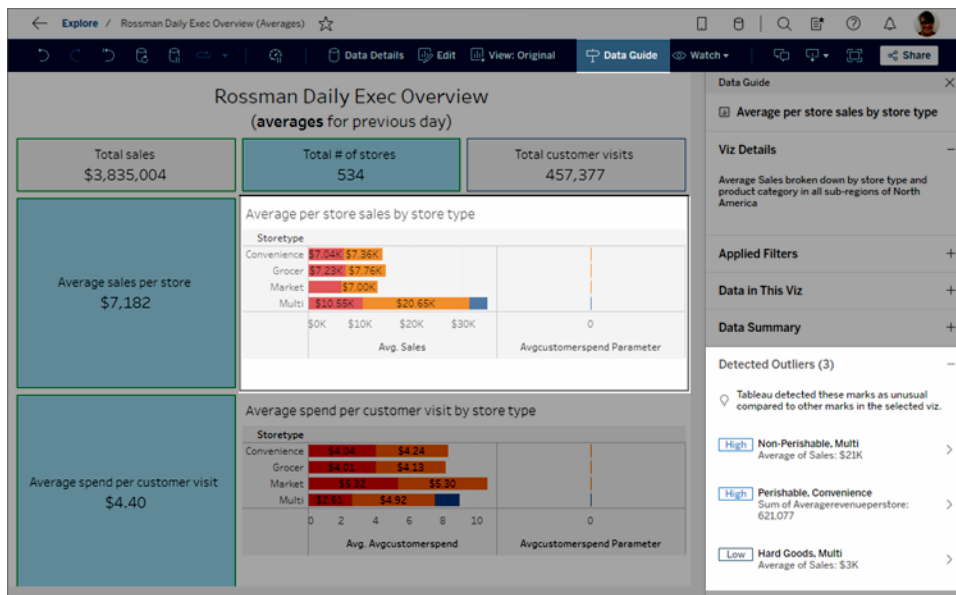 Explore / Rossman Daily Exec Overview (Averages)
Data Details Edit View: Original Data Guide Watch Share
Rossman Daily Exec Overview
(averages for previous day)
Total sales
$3,835,004
Total # of stores
534
Total customer visits
457,377
Average sales per store
$7,182
Average per store sales by store type
Storetype
Convenience $7.04K $7.36K
Grocer $7.23K $7.76K
Market $7.00K
Multi $10.55K $20.65K
$0K $10K $20K $30K 0
Avg. Sales Avgcustomerspend Parameter
Average spend per customer visit
$4.40
Average spend per customer visit by store type
Storetype
Convenience $4.04 $4.24
Grocer $4.01 $4.13
Market $5.32 $5.30
Multi $2.61 $4.92
0 2 4 6 8 10 0
Avg. Avgcustomerspend Avgcustomerspend Parameter
Data Guide
Average per store sales by store type
Viz Details
Average Sales broken down by store type and
product category in all sub-regions of North
America
Applied Filters
Data in This Viz
Data Summary
Detected Outliers (3)
Tableau detected these marks as unusual
compared to other marks in the selected viz.
High Non-Perishable, Multi
Average of Sales: $21K
High Perishable, Convenience
Sum of Averagerevenueperstore:
621,077
Low Hard Goods, Multi
Average of Sales: $3K